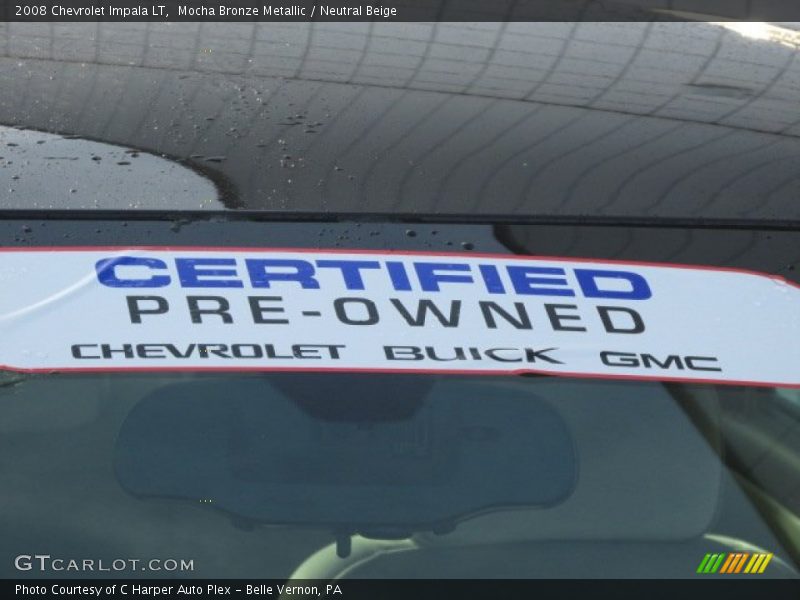 2008 Chevrolet Impala LT, Mocha Bronze Metallic / Neutral Beige
CERTIFIED
PRE-OWNED
CHEVROLET BUICK GMC
GTCARLOT.COM
Photo Courtesy of C Harper Auto Plex - Belle Vernon, PA